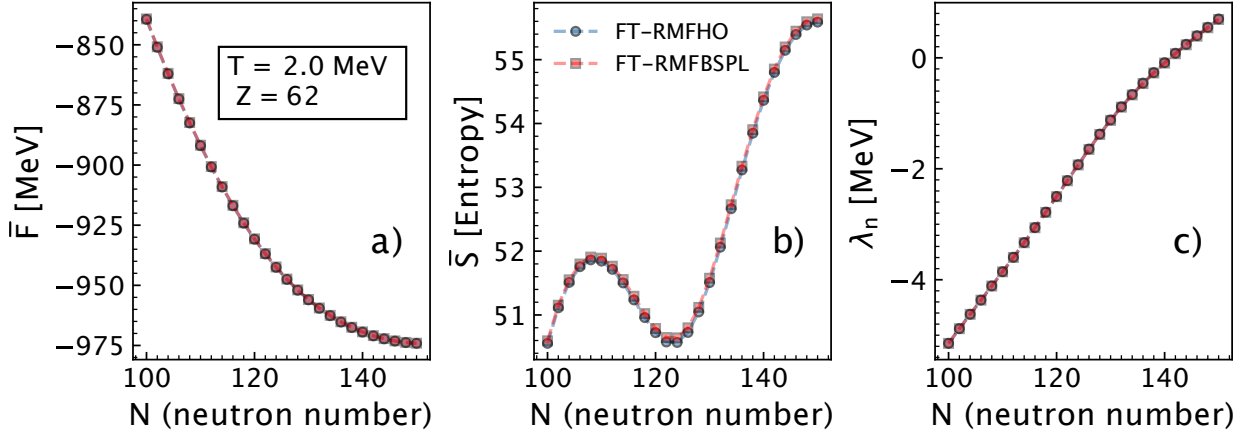 −850
−875
−900
−925
−950
−975
F̅ [MeV]
T = 2.0 MeV
Z = 62
a)
100
120
140
N (neutron number)
55
54
53
52
51
S̅ [Entropy]
FT-RMFHO
FT-RMFBSPL
b)
100
120
140
N (neutron number)
0
−2
−4
λn [MeV]
c)
100
120
140
N (neutron number)